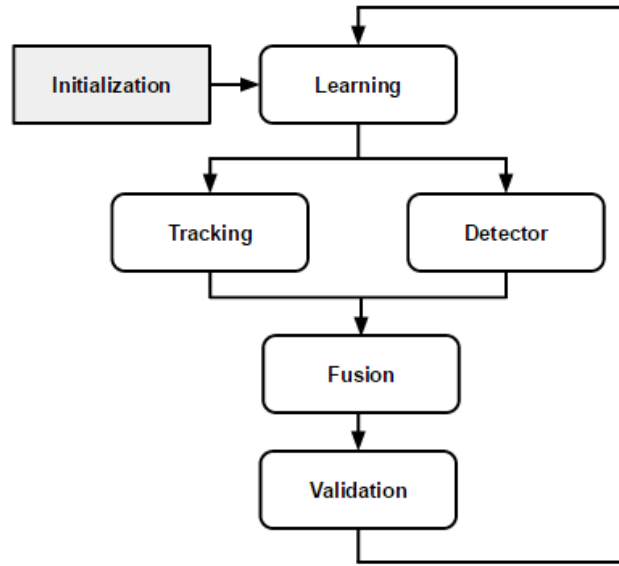 Initialization
Learning
Tracking
Detector
Fusion
Validation